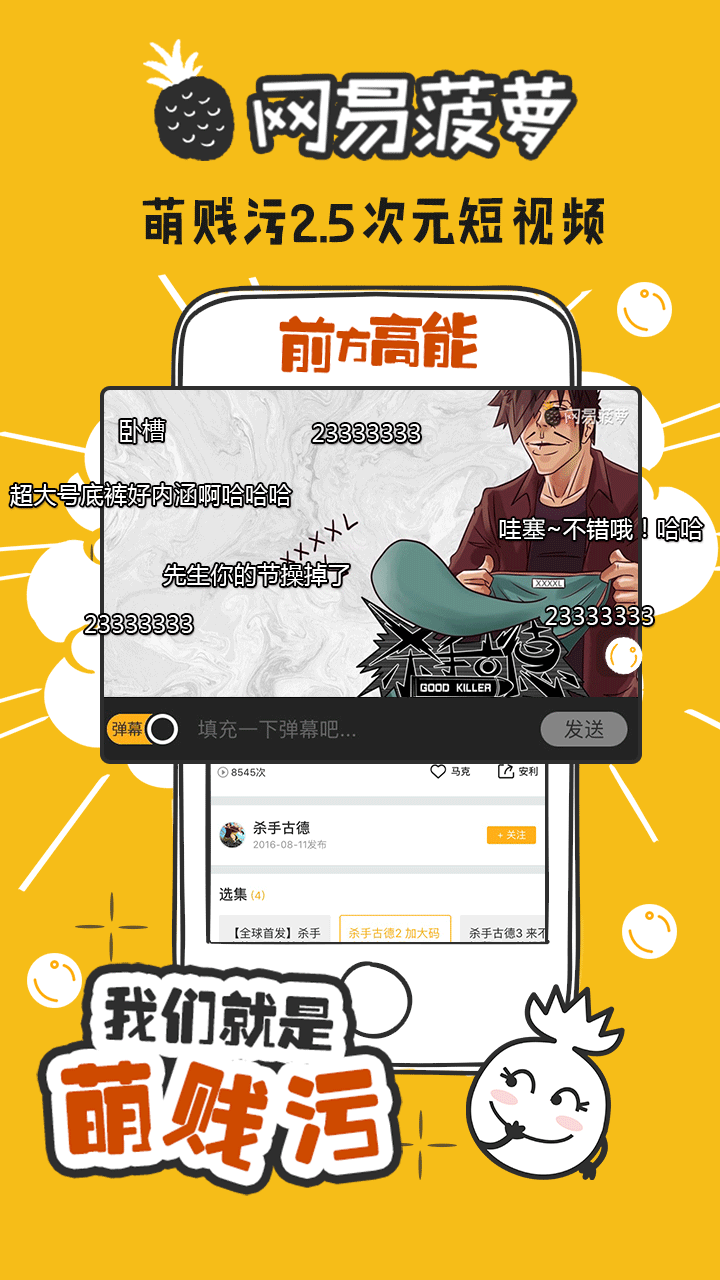 网易菠萝
萌贱污2.5次元短视频
前方高能
网易菠萝
卧槽
23333333
超大号底裤好内涵啊哈哈哈
哇塞~不错哦！哈哈
XXXXL
先生你的节操掉了
XXXXL
23333333
23333333
杀手古德
GOOD KILLER
弹幕
填充一下弹幕吧...
发送
8545次
马克
安利
杀手古德
2016-08-11发布
+ 关注
选集 (4)
【全球首发】杀手
杀手古德2 加大码
杀手古德3 来不
我们就是
萌贱污